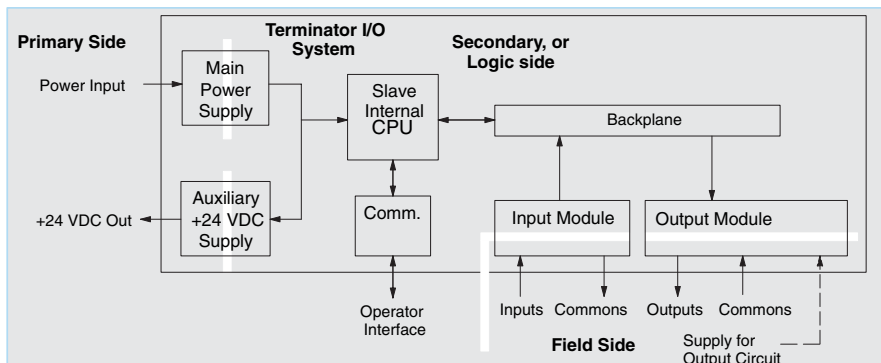 Primary Side
Terminator I/O
System
Secondary, or
Logic side
Power Input
Main
Power
Supply
Slave
Internal
CPU
Backplane
+24 VDC Out
Auxiliary
+24 VDC
Supply
Comm.
Input Module
Output Module
Operator
Interface
Inputs
Commons
Outputs
Commons
Field Side
Supply for
Output Circuit